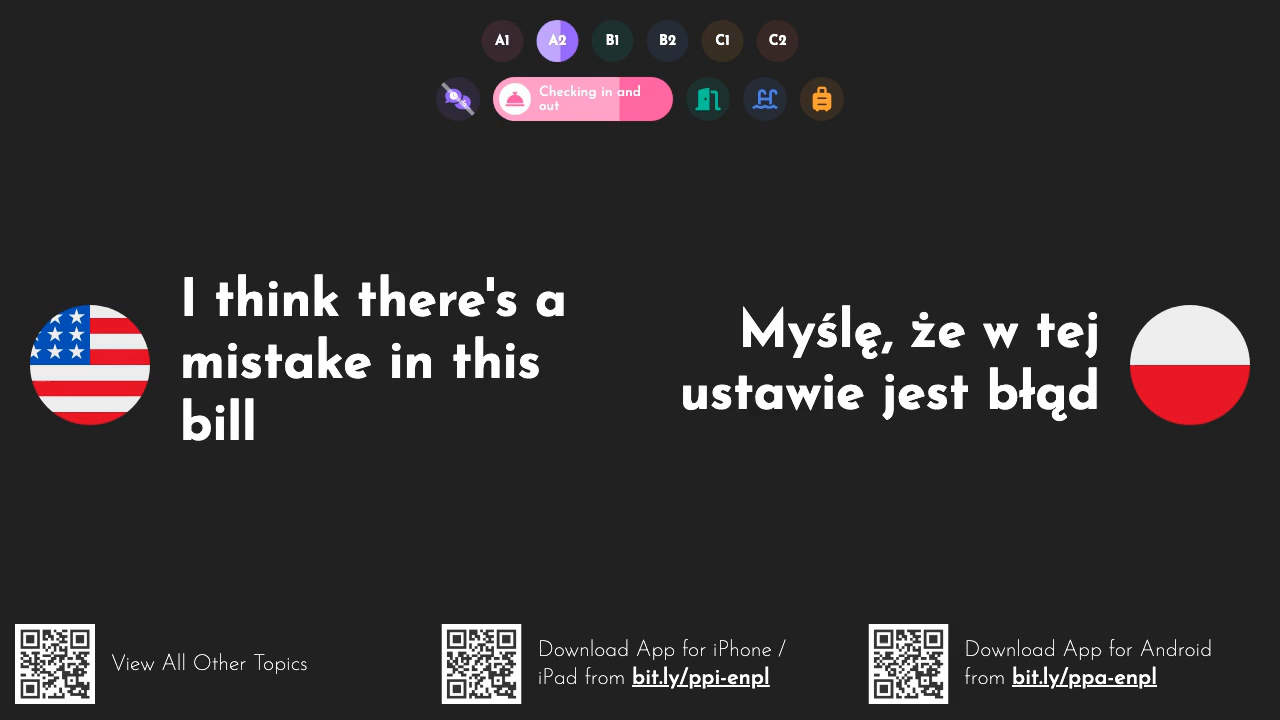 A1
A2
B1
B2
C1
C2
Checking in and
out
I think there's a
mistake in this
bill
Myślę, że w tej
ustawie jest błąd
View All Other Topics
Download App for iPhone /
iPad from bit.ly/ppi-enpl
Download App for Android
from bit.ly/ppa-enpl